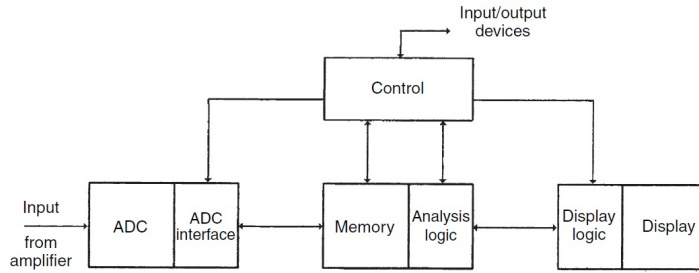 Input/output
devices
Control
Input
from
amplifier
ADC
ADC
interface
Memory
Analysis
logic
Display
logic
Display